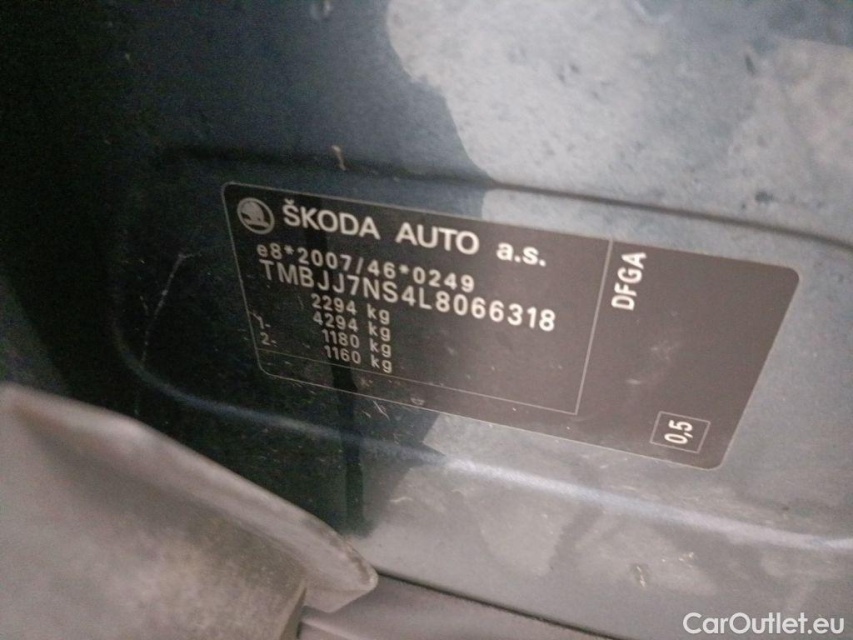 ŠKODA AUTO a.s.
e8*2007/46*0249
TMBJJ7NS4L8066318
2294 kg
4294 kg
1- 1180 kg
2- 1160 kg
DFGA
0,5
CarOutlet.eu